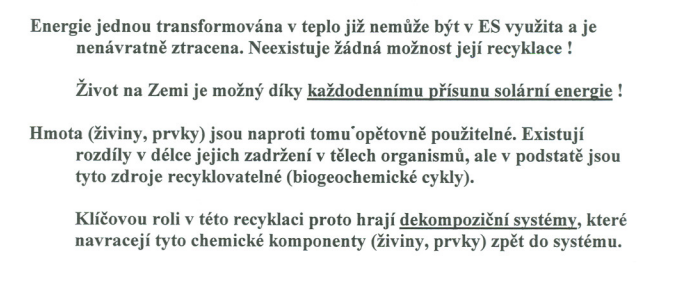 Energie jednou transformována v teplo již nemůže být v ES využita a je
nenávratně ztracena. Neexistuje žádná možnost její recyklace !
Život na Zemi je možný díky každodennímu přísunu solární energie !
Hmota (živiny, prvky) jsou naproti tomu opětovně použitelné. Existují
rozdíly v délce jejich zadržení v tělech organismů, ale v podstatě jsou
tyto zdroje recyklovatelné (biogeochemické cykly).
Klíčovou roli v této recyklaci proto hrají dekompoziční systémy, které
navracejí tyto chemické komponenty (živiny, prvky) zpět do systému.